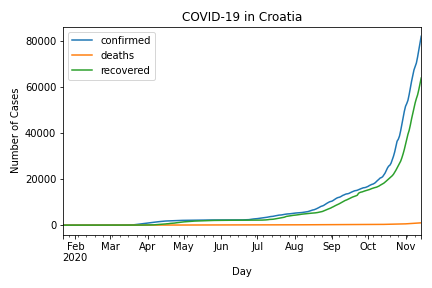 COVID-19 in Croatia
confirmed
deaths
recovered
Number of Cases
80000
60000
40000
20000
0
Feb Mar Apr May Jun Jul Aug Sep Oct Nov
2020
Day